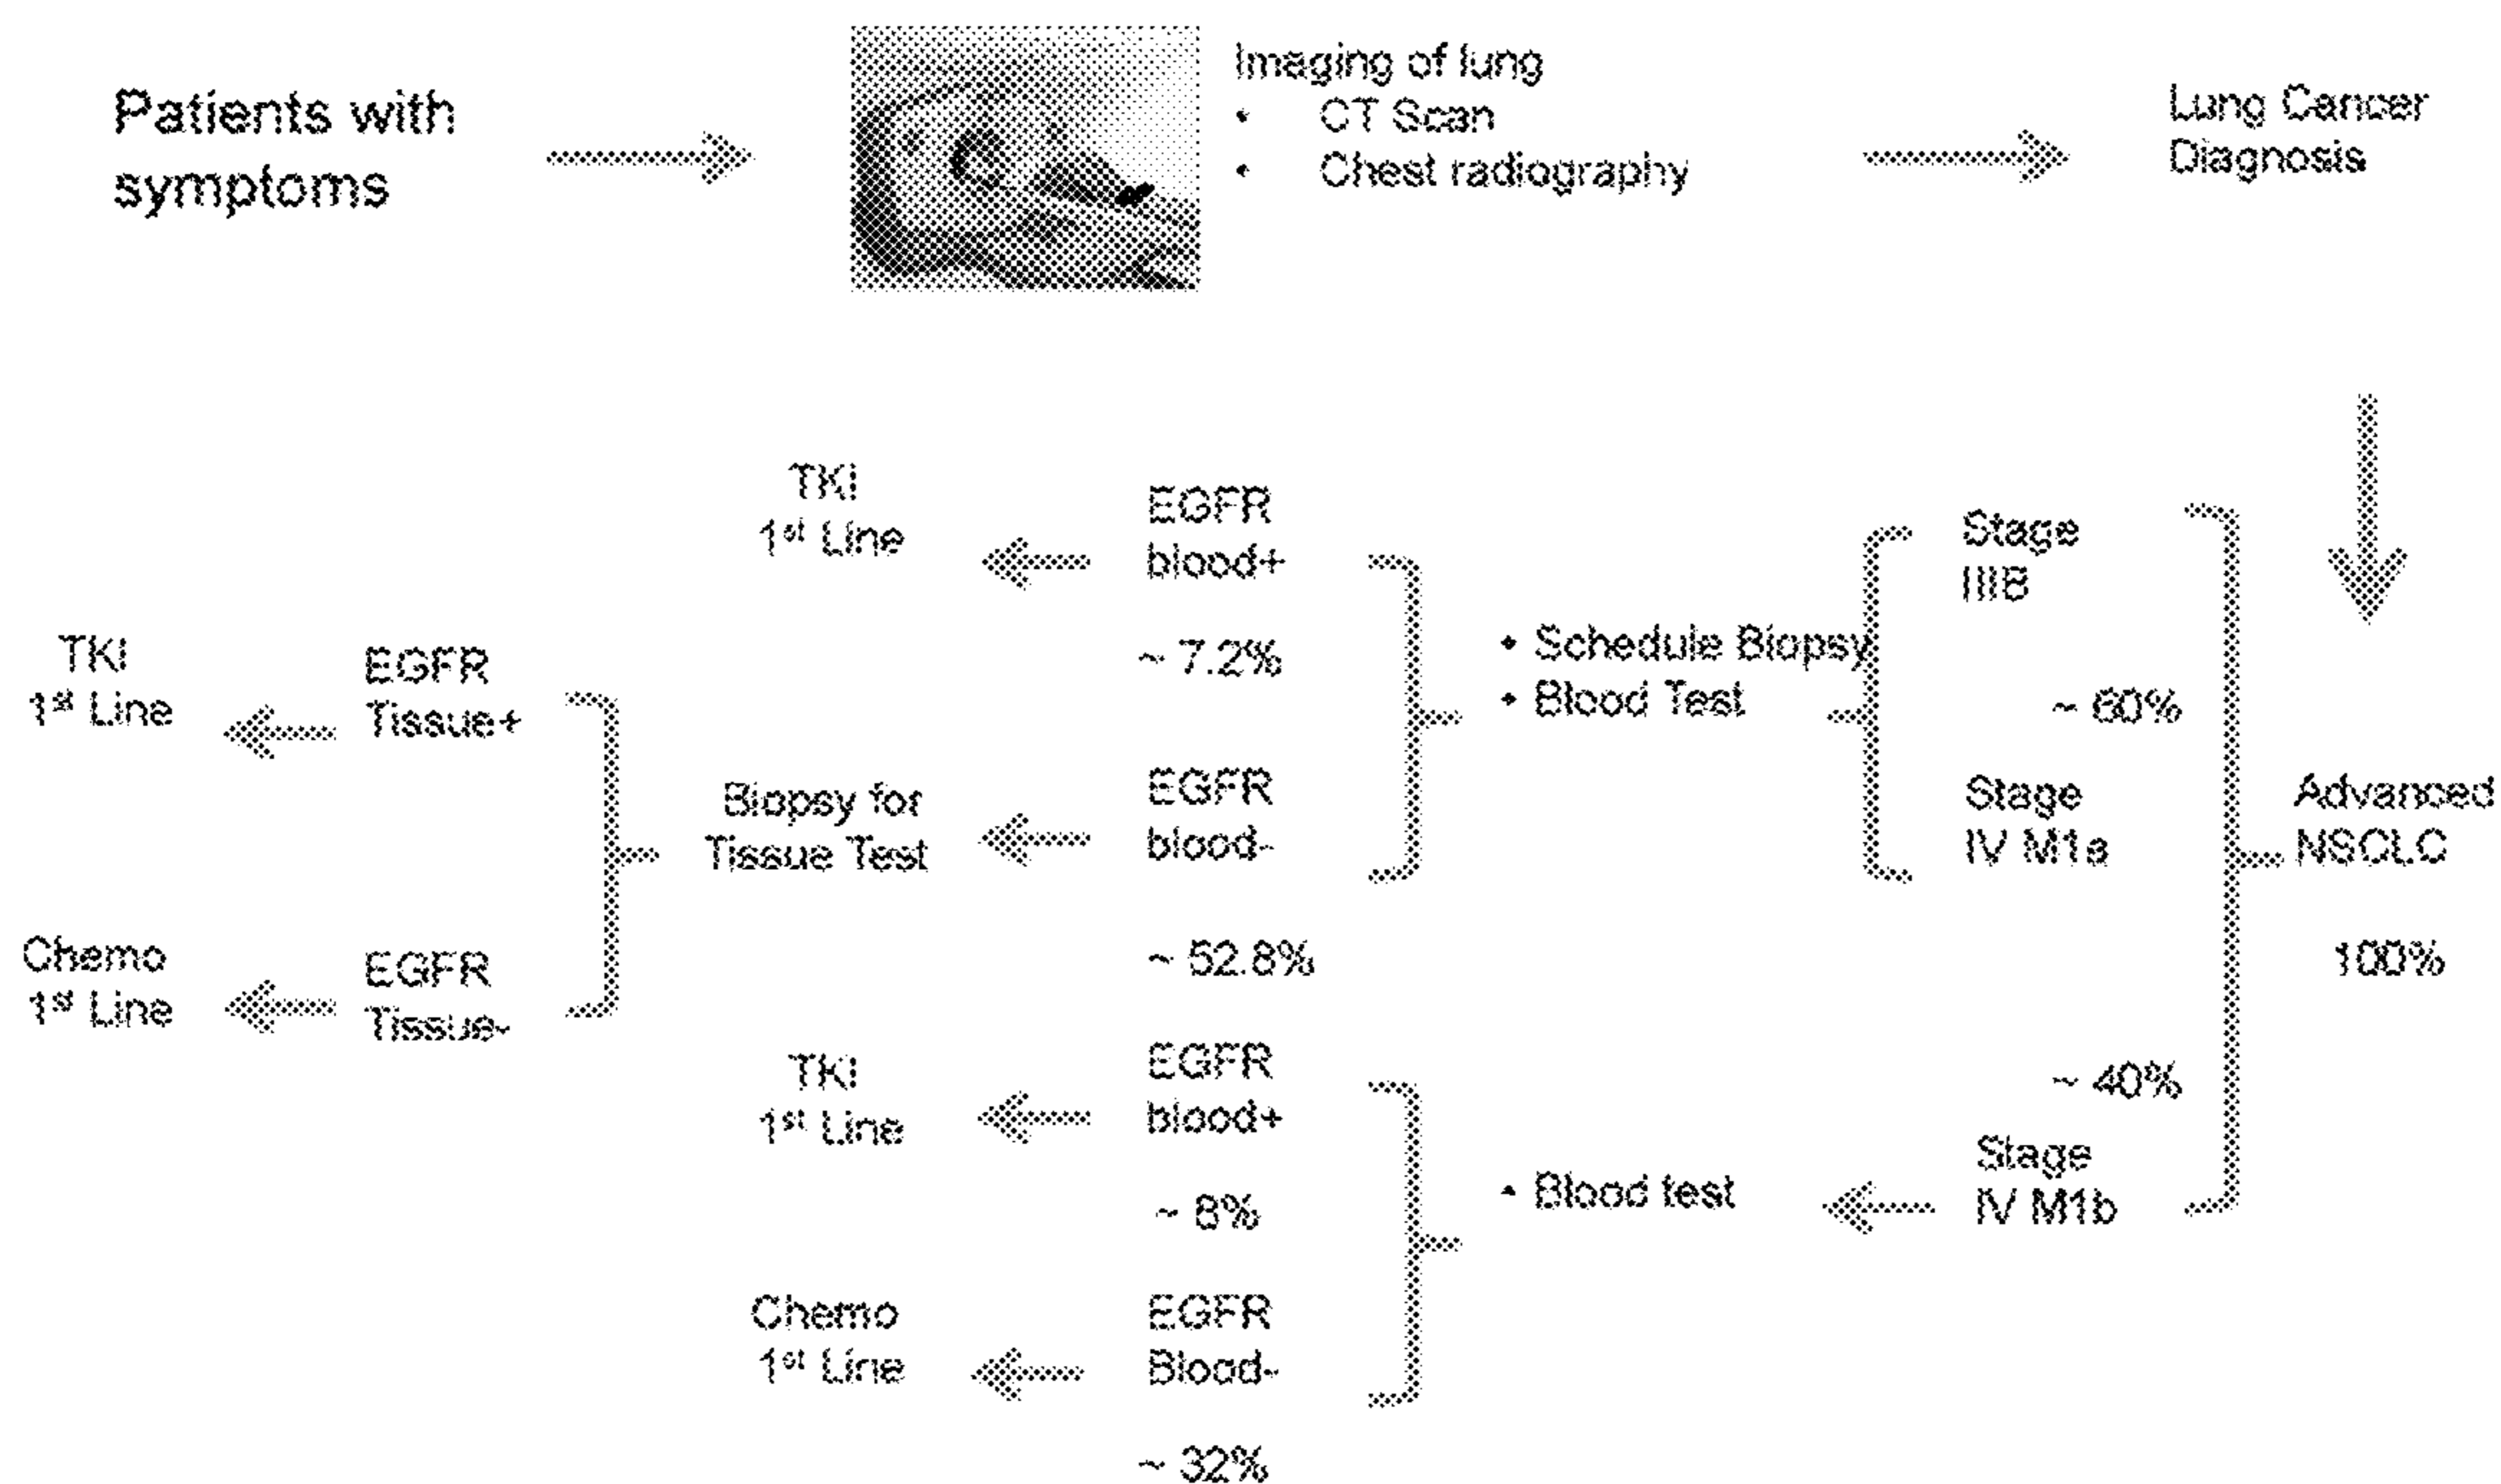 Patients with
symptoms
Imaging of lung
• CT Scan
• Chest radiography
Lung Cancer
Diagnosis
TKI
1st Line
EGFR
blood+
~ 7.2%
Stage
IIIB
• Schedule Biopsy
• Blood Test
~ 60%
TKI
1st Line
EGFR
Tissue+
Biopsy for
Tissue Test
EGFR
blood-
~ 52.8%
Stage
IV M1a
Advanced
NSCLC
100%
Chemo
1st Line
EGFR
Tissue-
TKI
1st Line
EGFR
blood+
~ 8%
~ 40%
Stage
IV M1b
• Blood test
Chemo
1st Line
EGFR
Blood-
~ 32%